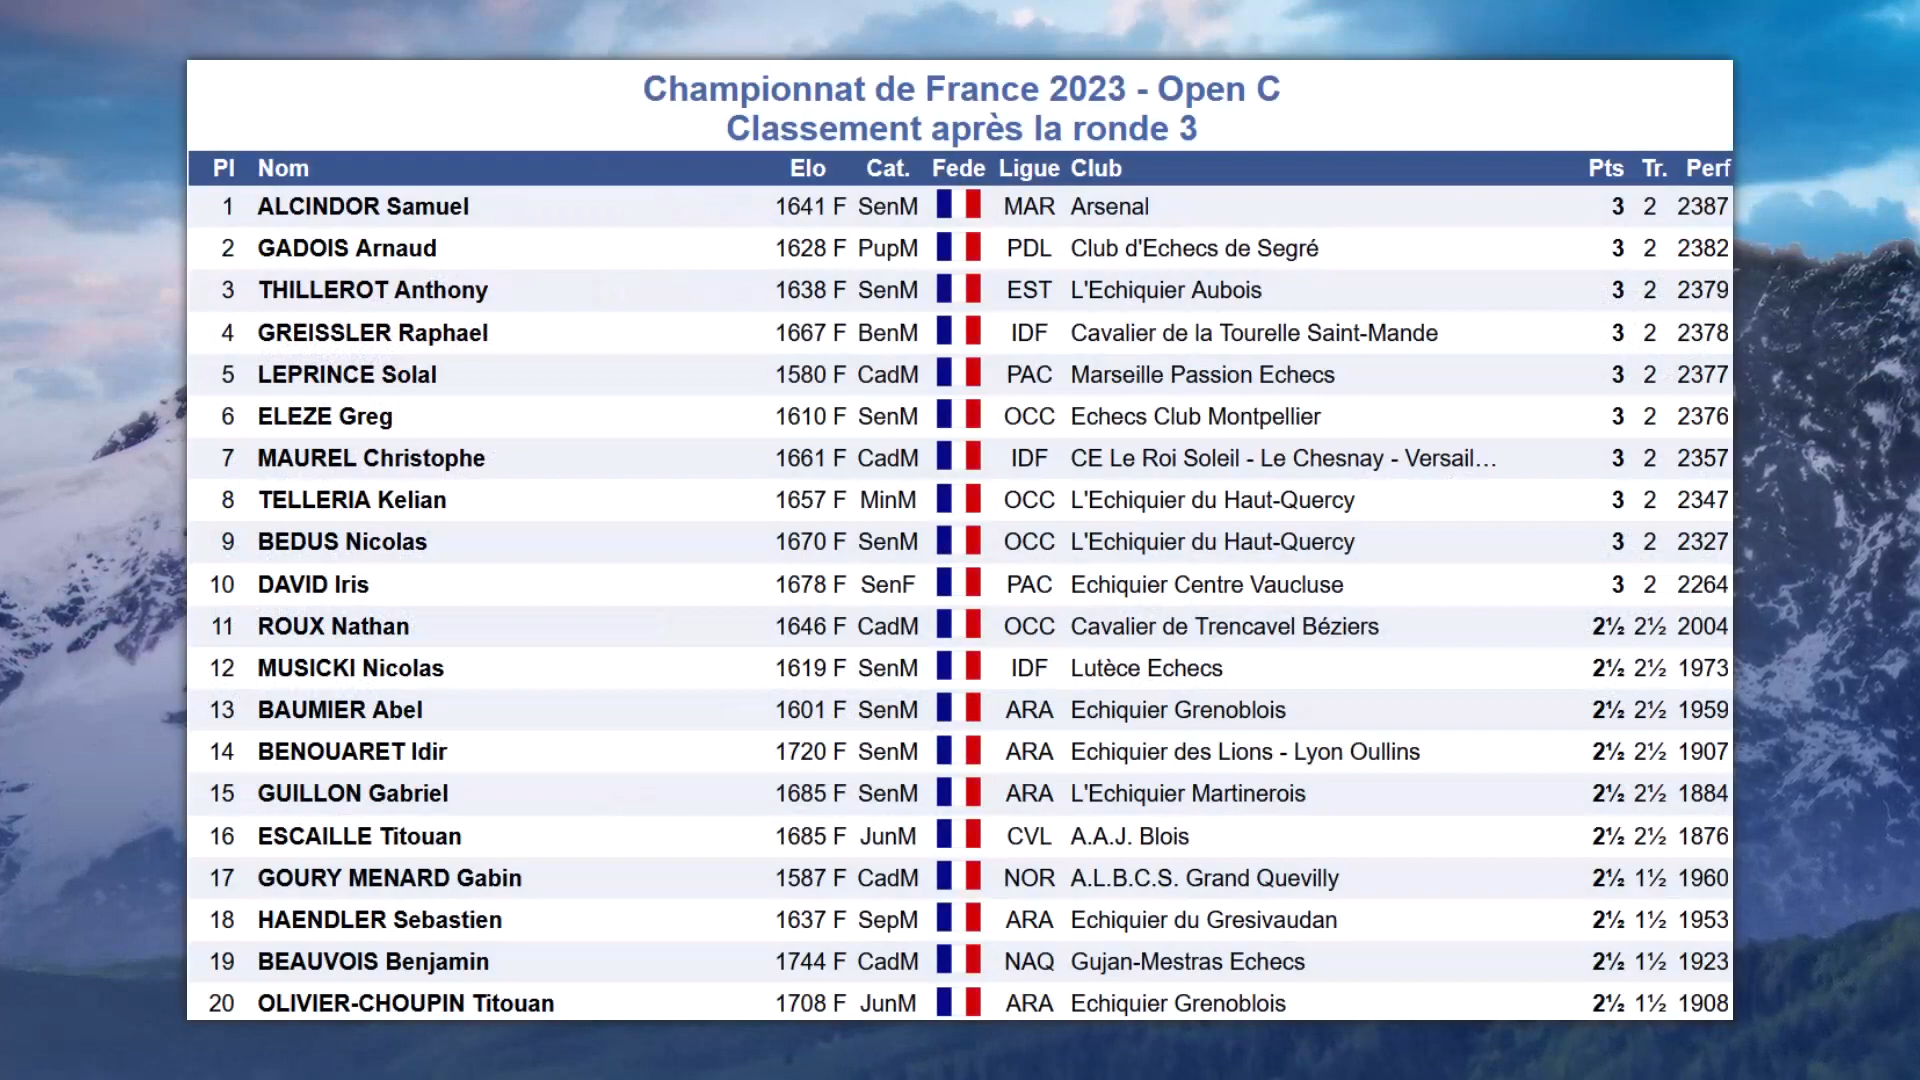 Championnat de France 2023 - Open C
Classement après la ronde 3
Pl Nom Elo Cat. Fede Ligue Club Pts Tr. Perf
1 ALCINDOR Samuel 1641 F SenM MAR Arsenal 3 2 2387
2 GADOIS Arnaud 1628 F PupM PDL Club d'Echecs de Segré 3 2 2382
3 THILLEROT Anthony 1638 F SenM EST L'Echiquier Aubois 3 2 2379
4 GREISSLER Raphael 1667 F BenM IDF Cavalier de la Tourelle Saint-Mande 3 2 2378
5 LEPRINCE Solal 1580 F CadM PAC Marseille Passion Echecs 3 2 2377
6 ELEZE Greg 1610 F SenM OCC Echecs Club Montpellier 3 2 2376
7 MAUREL Christophe 1661 F CadM IDF CE Le Roi Soleil - Le Chesnay - Versail… 3 2 2357
8 TELLERIA Kelian 1657 F MinM OCC L'Echiquier du Haut-Quercy 3 2 2347
9 BEDUS Nicolas 1670 F SenM OCC L'Echiquier du Haut-Quercy 3 2 2327
10 DAVID Iris 1678 F SenF PAC Echiquier Centre Vaucluse 3 2 2264
11 ROUX Nathan 1646 F CadM OCC Cavalier de Trencavel Béziers 2½ 2½ 2004
12 MUSICKI Nicolas 1619 F SenM IDF Lutèce Echecs 2½ 2½ 1973
13 BAUMIER Abel 1601 F SenM ARA Echiquier Grenoblois 2½ 2½ 1959
14 BENOUARET Idir 1720 F SenM ARA Echiquier des Lions - Lyon Oullins 2½ 2½ 1907
15 GUILLON Gabriel 1685 F SenM ARA L'Echiquier Martinerois 2½ 2½ 1884
16 ESCAILLE Titouan 1685 F JunM CVL A.A.J. Blois 2½ 2½ 1876
17 GOURY MENARD Gabin 1587 F CadM NOR A.L.B.C.S. Grand Quevilly 2½ 1½ 1960
18 HAENDLER Sebastien 1637 F SepM ARA Echiquier du Gresivaudan 2½ 1½ 1953
19 BEAUVOIS Benjamin 1744 F CadM NAQ Gujan-Mestras Echecs 2½ 1½ 1923
20 OLIVIER-CHOUPIN Titouan 1708 F JunM ARA Echiquier Grenoblois 2½ 1½ 1908